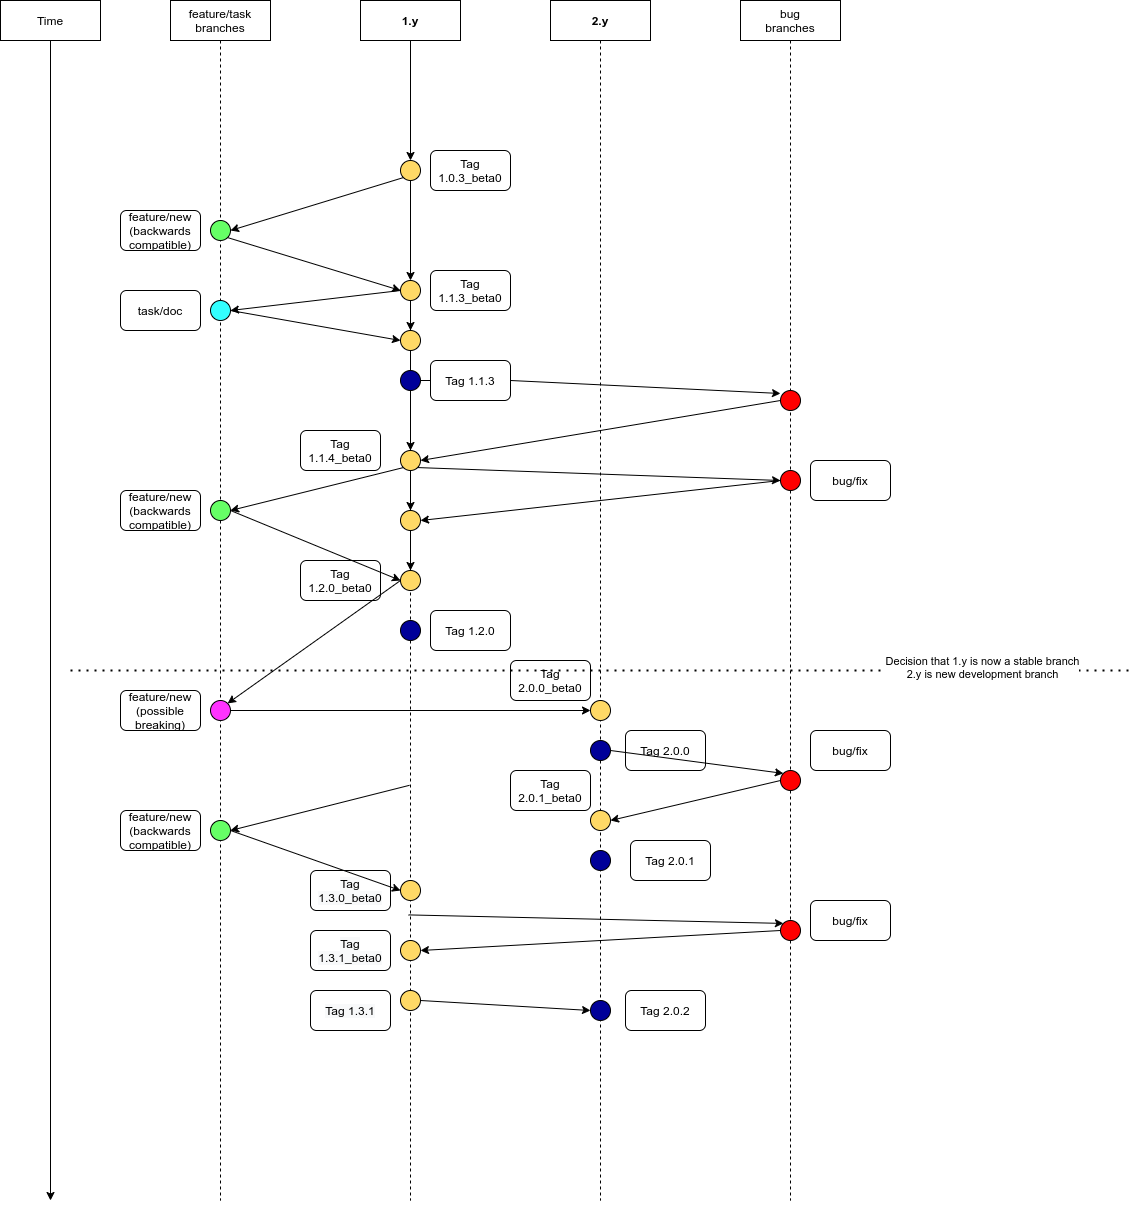 Time
feature/task
branches
1.y
2.y
bug
branches
Tag
1.0.3_beta0
feature/new
(backwards
compatible)
Tag
1.1.3_beta0
task/doc
Tag 1.1.3
Tag
1.1.4_beta0
bug/fix
feature/new
(backwards
compatible)
Tag
1.2.0_beta0
Tag 1.2.0
Decision that 1.y is now a stable branch
2.y is new development branch
Tag
2.0.0_beta0
feature/new
(possible
breaking)
Tag 2.0.0
bug/fix
Tag
2.0.1_beta0
feature/new
(backwards
compatible)
Tag 2.0.1
Tag
1.3.0_beta0
bug/fix
Tag
1.3.1_beta0
Tag 1.3.1
Tag 2.0.2